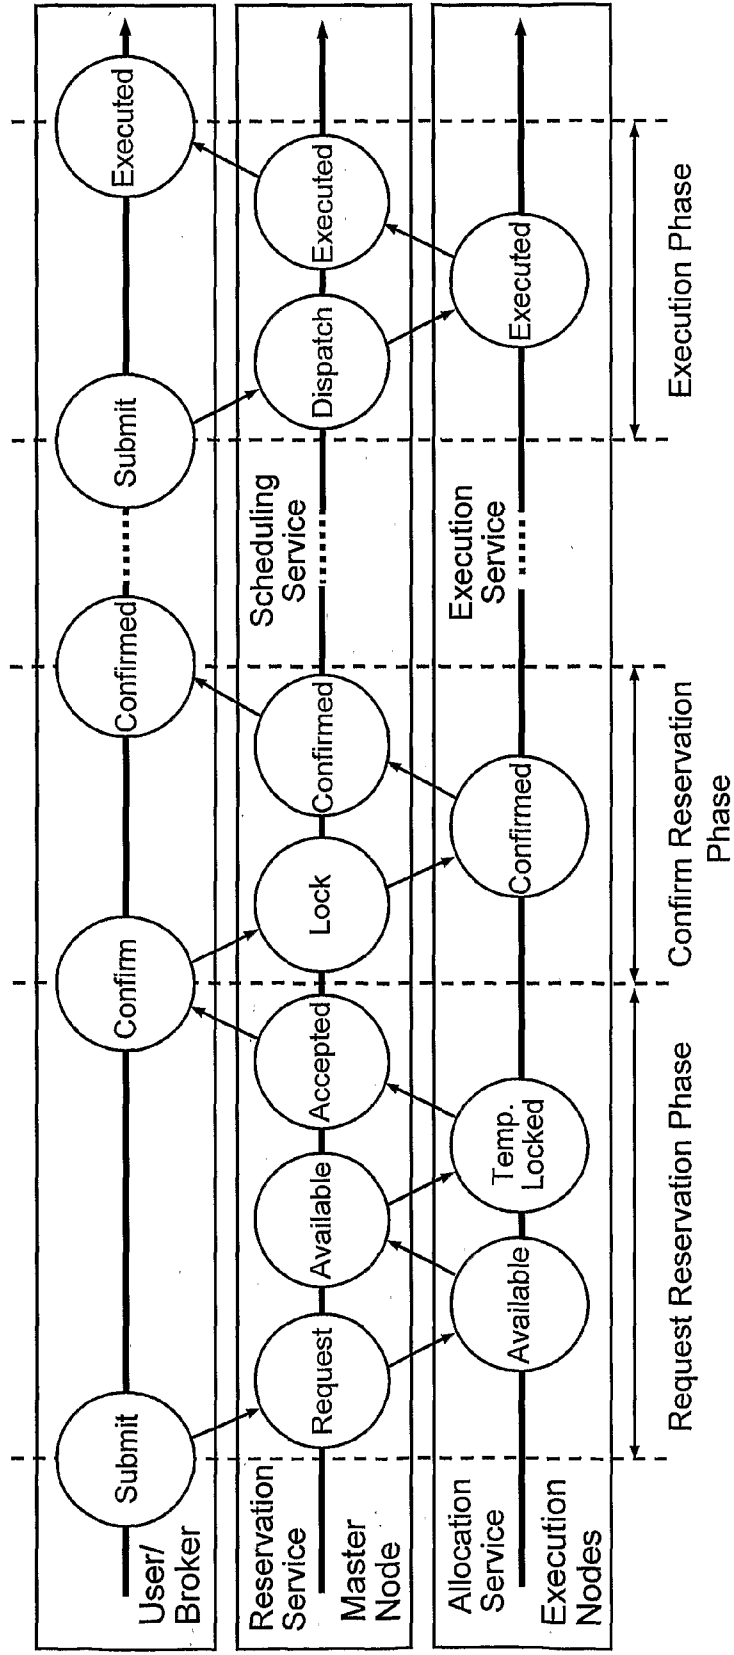 Submit
Confirm
Confirmed
Submit
Executed
User/
Broker
Reservation
Service
Request
Available
Accepted
Lock
Confirmed
Scheduling
Service
Dispatch
Executed
Master
Node
Allocation
Service
Available
Temp.
Locked
Confirmed
Execution
Service
Executed
Execution
Nodes
Request Reservation Phase
Confirm Reservation
Phase
Execution Phase